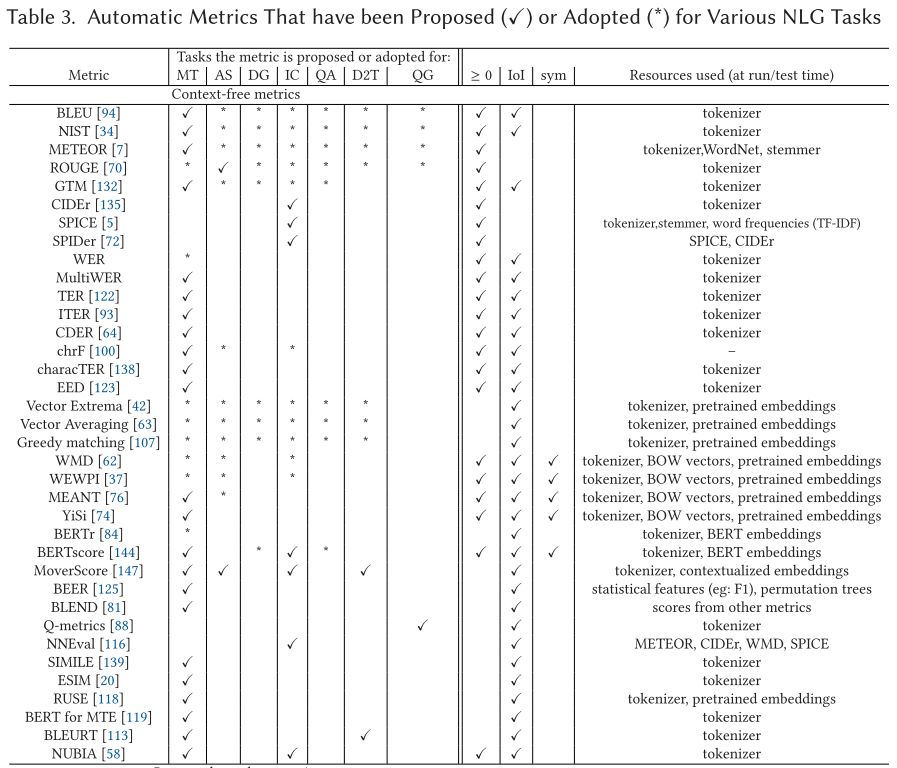 Table 3. Automatic Metrics That have been Proposed (✓) or Adopted (*) for Various NLG Tasks
Tasks the metric is proposed or adopted for:
Metric MT AS DG IC QA D2T QG ≥ 0 IoI sym Resources used (at run/test time)
Context-free metrics
BLEU [94] ✓ * * * * * * ✓ ✓ tokenizer
NIST [34] ✓ * * * * * * ✓ ✓ tokenizer
METEOR [7] ✓ * * * * * * ✓ tokenizer,WordNet, stemmer
ROUGE [70] * ✓ * * * * * ✓ tokenizer
GTM [132] ✓ * * * * ✓ ✓ tokenizer
CIDEr [135] ✓ ✓ tokenizer
SPICE [5] ✓ ✓ tokenizer,stemmer, word frequencies (TF-IDF)
SPIDer [72] ✓ ✓ SPICE, CIDEr
WER * ✓ ✓ tokenizer
MultiWER ✓ ✓ ✓ tokenizer
TER [122] ✓ ✓ ✓ tokenizer
ITER [93] ✓ ✓ ✓ tokenizer
CDER [64] ✓ ✓ ✓ tokenizer
chrF [100] ✓ * * ✓ ✓ –
characTER [138] ✓ ✓ ✓ tokenizer
EED [123] ✓ ✓ ✓ tokenizer
Vector Extrema [42] * * * * * * ✓ tokenizer, pretrained embeddings
Vector Averaging [63] * * * * * * ✓ tokenizer, pretrained embeddings
Greedy matching [107] * * * * * * ✓ tokenizer, pretrained embeddings
WMD [62] * * * ✓ ✓ ✓ tokenizer, BOW vectors, pretrained embeddings
WEWPI [37] * * * ✓ ✓ ✓ tokenizer, BOW vectors, pretrained embeddings
MEANT [76] ✓ * ✓ ✓ ✓ tokenizer, BOW vectors, pretrained embeddings
YiSi [74] ✓ ✓ ✓ ✓ tokenizer, BOW vectors, pretrained embeddings
BERTr [84] * ✓ tokenizer, BERT embeddings
BERTscore [144] ✓ * ✓ * ✓ ✓ ✓ tokenizer, BERT embeddings
MoverScore [147] ✓ ✓ ✓ ✓ ✓ tokenizer, contextualized embeddings
BEER [125] ✓ ✓ statistical features (eg: F1), permutation trees
BLEND [81] ✓ ✓ scores from other metrics
Q-metrics [88] ✓ ✓ tokenizer
NNEval [116] ✓ ✓ METEOR, CIDEr, WMD, SPICE
SIMILE [139] ✓ ✓ tokenizer
ESIM [20] ✓ ✓ tokenizer
RUSE [118] ✓ ✓ tokenizer, pretrained embeddings
BERT for MTE [119] ✓ ✓ tokenizer
BLEURT [113] ✓ ✓ ✓ tokenizer
NUBIA [58] ✓ ✓ ✓ ✓ tokenizer